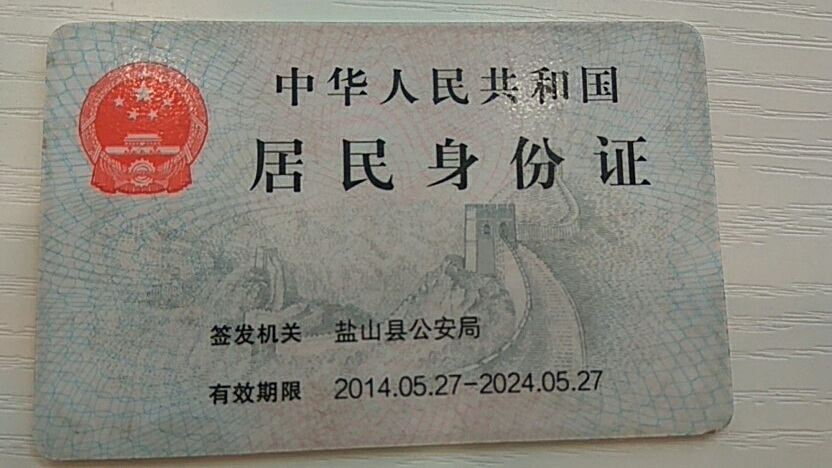 中华人民共和国
居民身份证
签发机关 盐山县公安局
有效期限 2014.05.27-2024.05.27